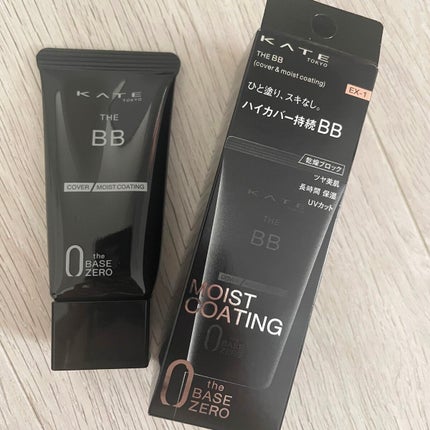 KATE
TOKYO
THE
BB
COVER / MOIST COATING
0 the
BASE
ZERO
KATE
TOKYO
THE BB
(cover & moist coating)
EX-1
ひと塗り、スキなし。
ハイカバー持続BB
乾燥ブロック
ツヤ美肌
長時間 保湿
UVカット
KATE
THE
BB
MOIST
COATING
0 the
BASE
ZERO